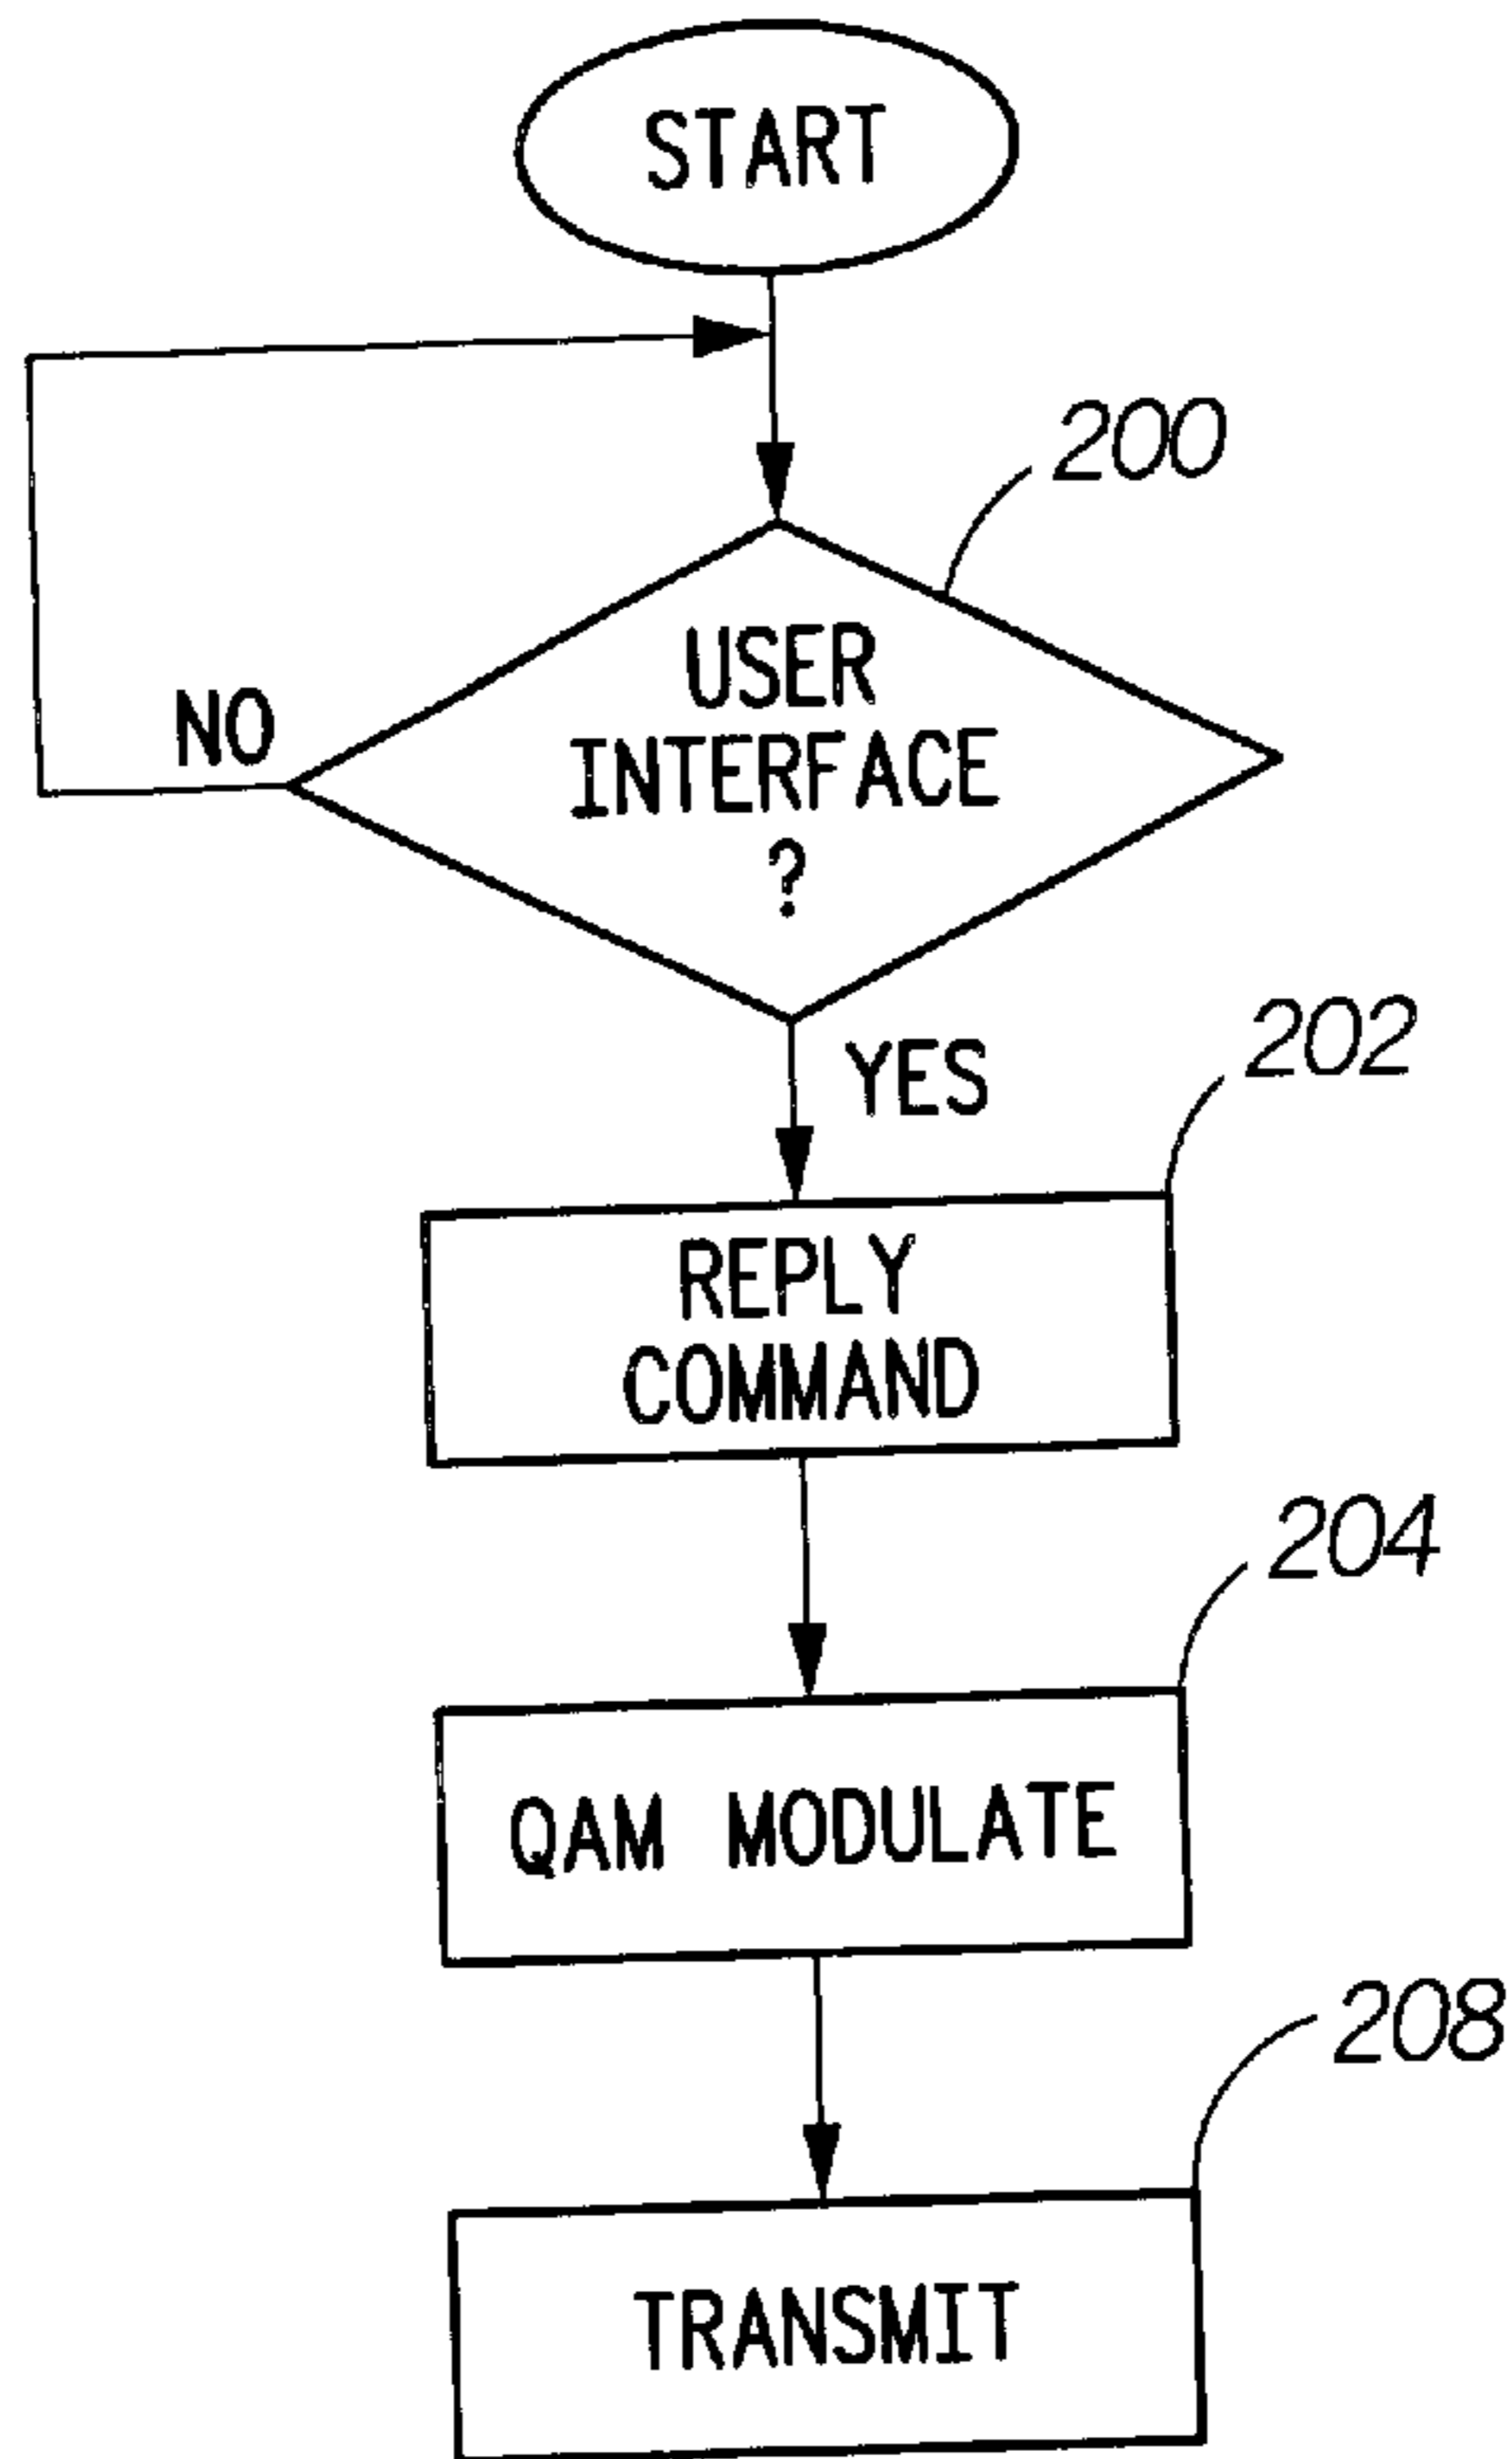 START
200
USER
INTERFACE
?
NO
YES
202
REPLY
COMMAND
204
QAM MODULATE
208
TRANSMIT